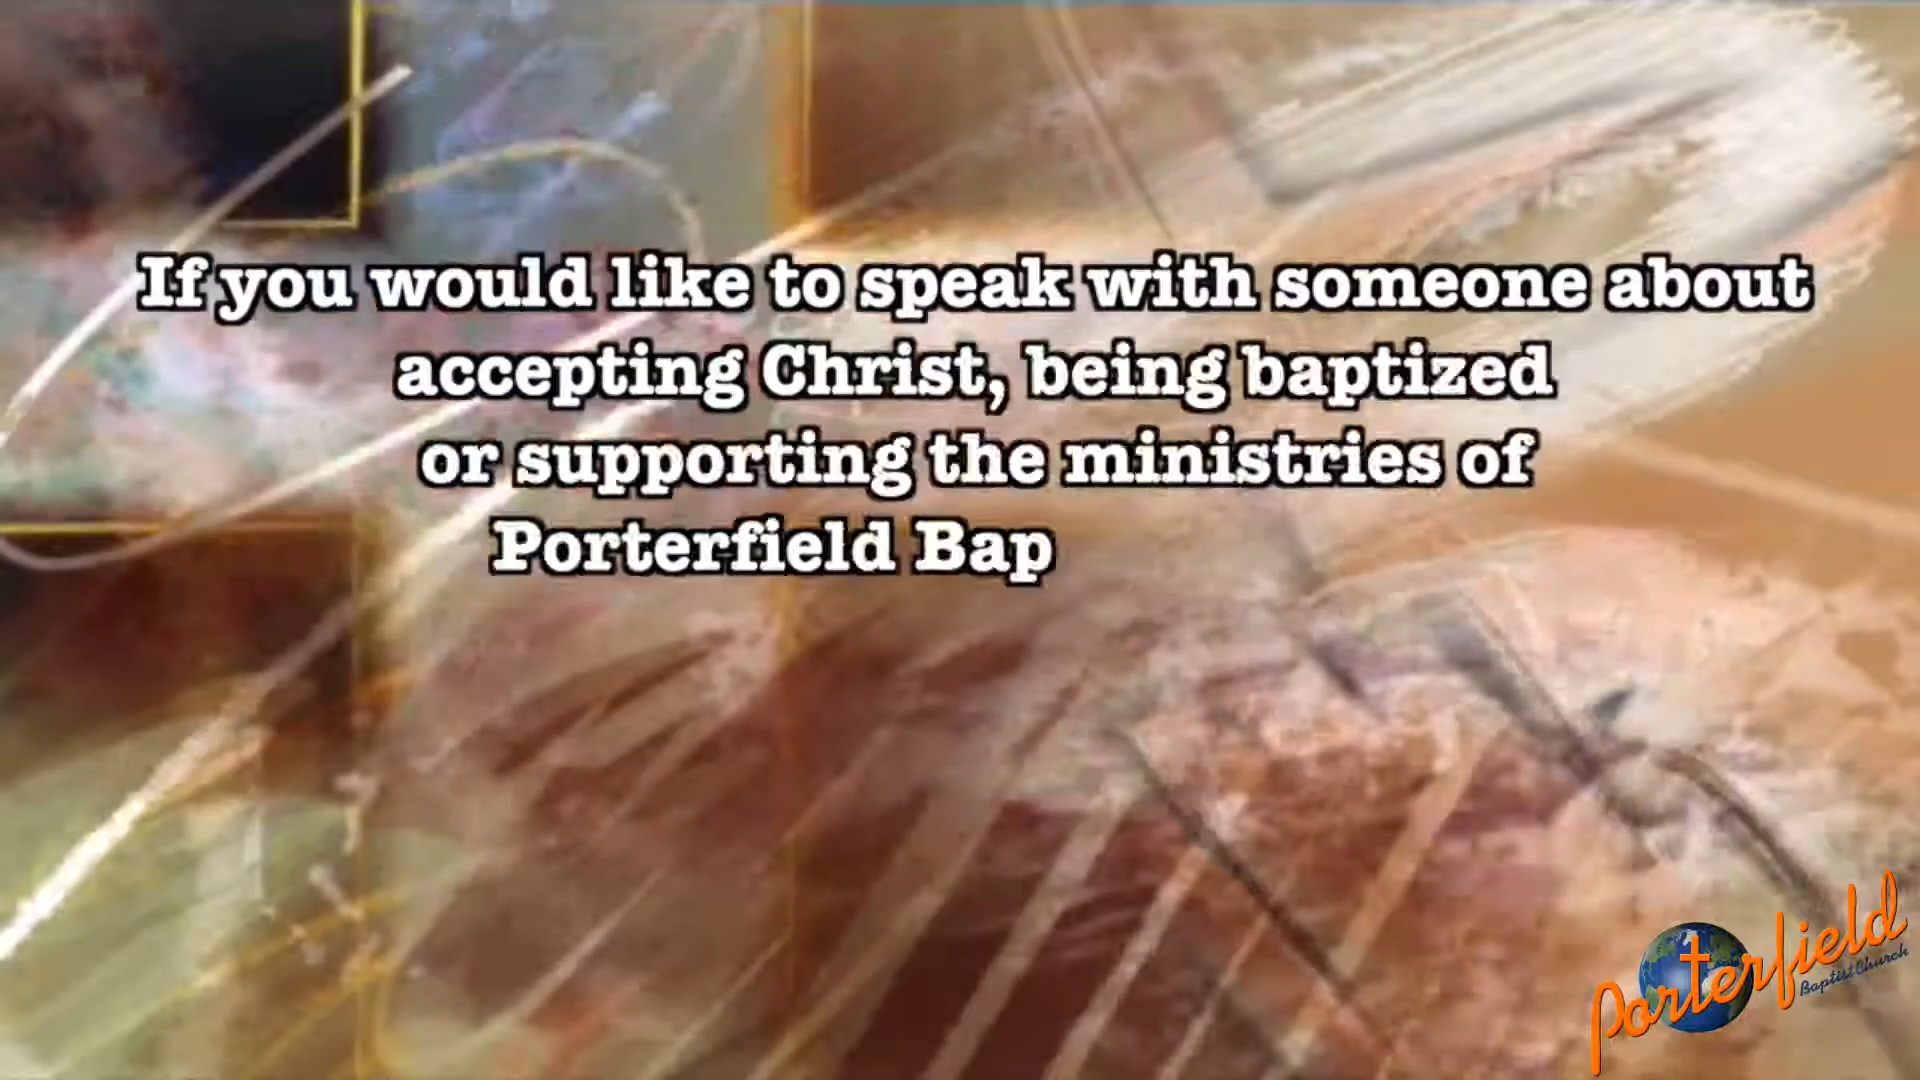 If you would like to speak with someone about
accepting Christ, being baptized
or supporting the ministries of
Porterfield Bap
Porterfield
Baptist Church